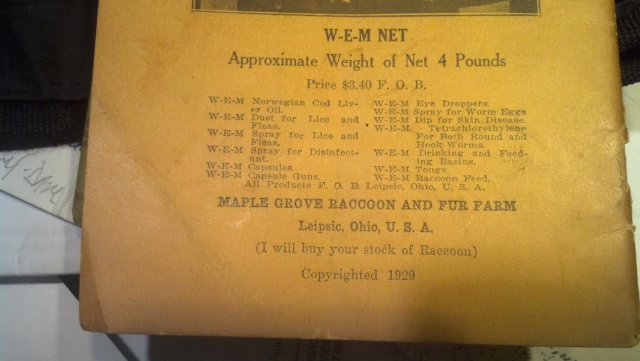 W-E-M NET
Approximate Weight of Net 4 Pounds
Price $3.40 F. O. B.
W-E-M Norwegian Cod Liv-
er Oil.
W-E-M Dust for Lice and
Fleas.
W-E-M Spray for Lice and
Fleas.
W-E-M Spray for Disinfect-
ant.
W-E-M Capsules.
W-E-M Capsule Guns.
W-E-M Eye Droppers.
W-E-M Spray for Worm Eggs
W-E-M Dip for Skin Disease.
W-E-M Tetrachlorethylene
For Both Round and
Hook Worms.
W-E-M Drinking and Feed-
ing Basins.
W-E-M Tongs
W-E-M Raccoon Feed.
All Products F. O. B. Leipsic, Ohio, U. S. A.
MAPLE GROVE RACCOON AND FUR FARM
Leipsic, Ohio, U. S. A.
(I will buy your stock of Raccoon)
Copyrighted 1929